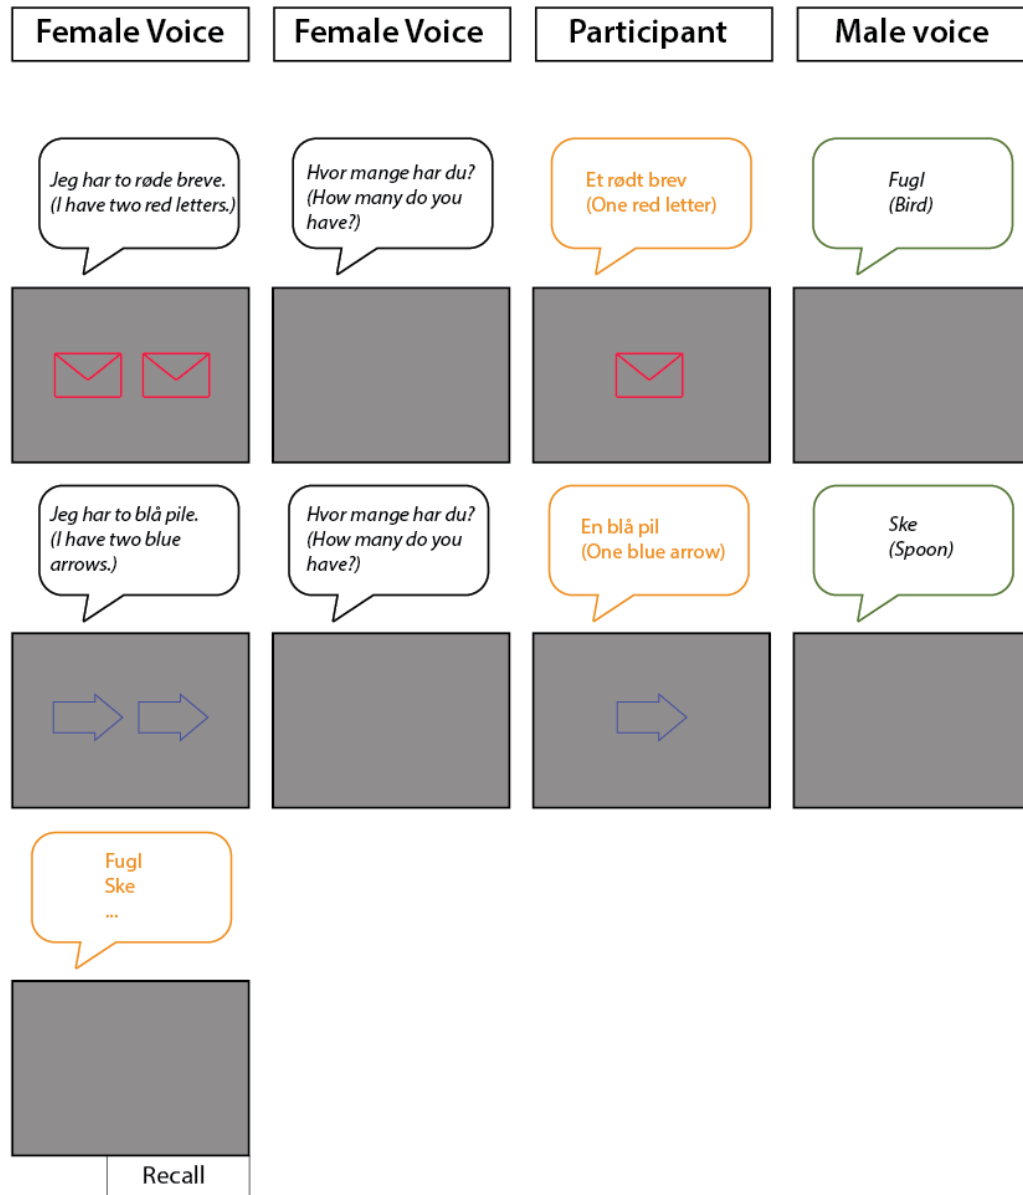 Female Voice
Female Voice
Participant
Male voice
Jeg har to røde breve.
(I have two red letters.)
Hvor mange har du?
(How many do you
have?)
Et rødt brev
(One red letter)
Fugl
(Bird)
Jeg har to blå pile.
(I have two blue
arrows.)
Hvor mange har du?
(How many do you
have?)
En blå pil
(One blue arrow)
Ske
(Spoon)
Fugl
Ske
...
Recall